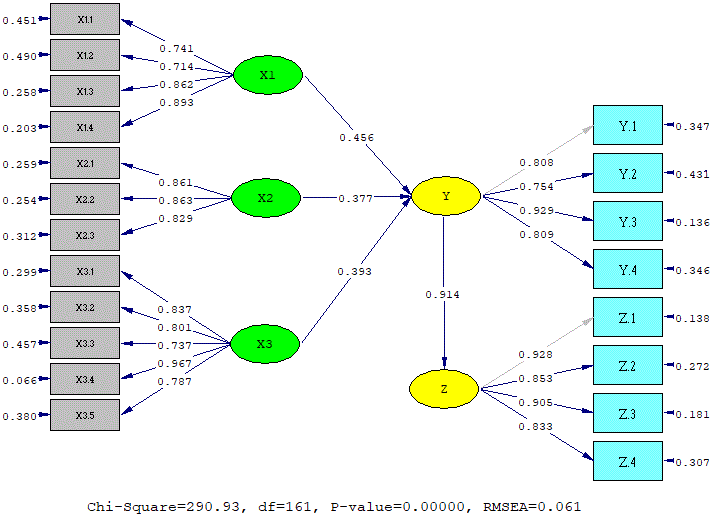 0.451 X1.1
0.490 X1.2
0.258 X1.3
0.203 X1.4
0.259 X2.1
0.254 X2.2
0.312 X2.3
0.299 X3.1
0.358 X3.2
0.457 X3.3
0.066 X3.4
0.380 X3.5
0.741
0.714
0.862
0.893
X1
0.861
0.863
0.829
X2
0.837
0.801
0.737
0.967
0.787
X3
0.456
0.377
0.393
Y
0.914
Z
0.808
0.754
0.929
0.809
0.928
0.853
0.905
0.833
Y.1 0.347
Y.2 0.431
Y.3 0.136
Y.4 0.346
Z.1 0.138
Z.2 0.272
Z.3 0.181
Z.4 0.307
Chi-Square=290.93, df=161, P-value=0.00000, RMSEA=0.061